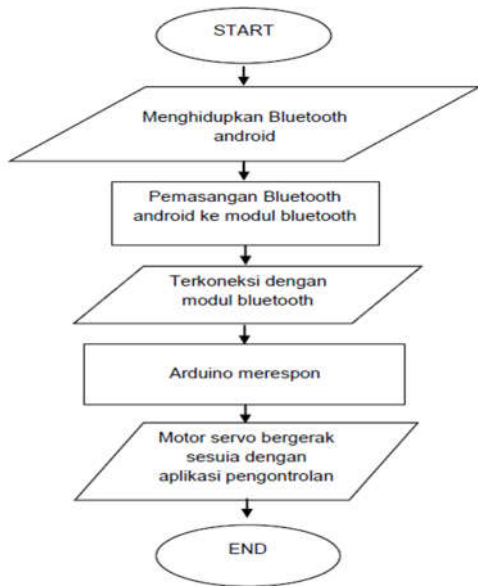 START
Menghidupkan Bluetooth
android
Pemasangan Bluetooth
android ke modul bluetooth
Terkoneksi dengan
modul bluetooth
Arduino merespon
Motor servo bergerak
sesuia dengan
aplikasi pengontrolan
END